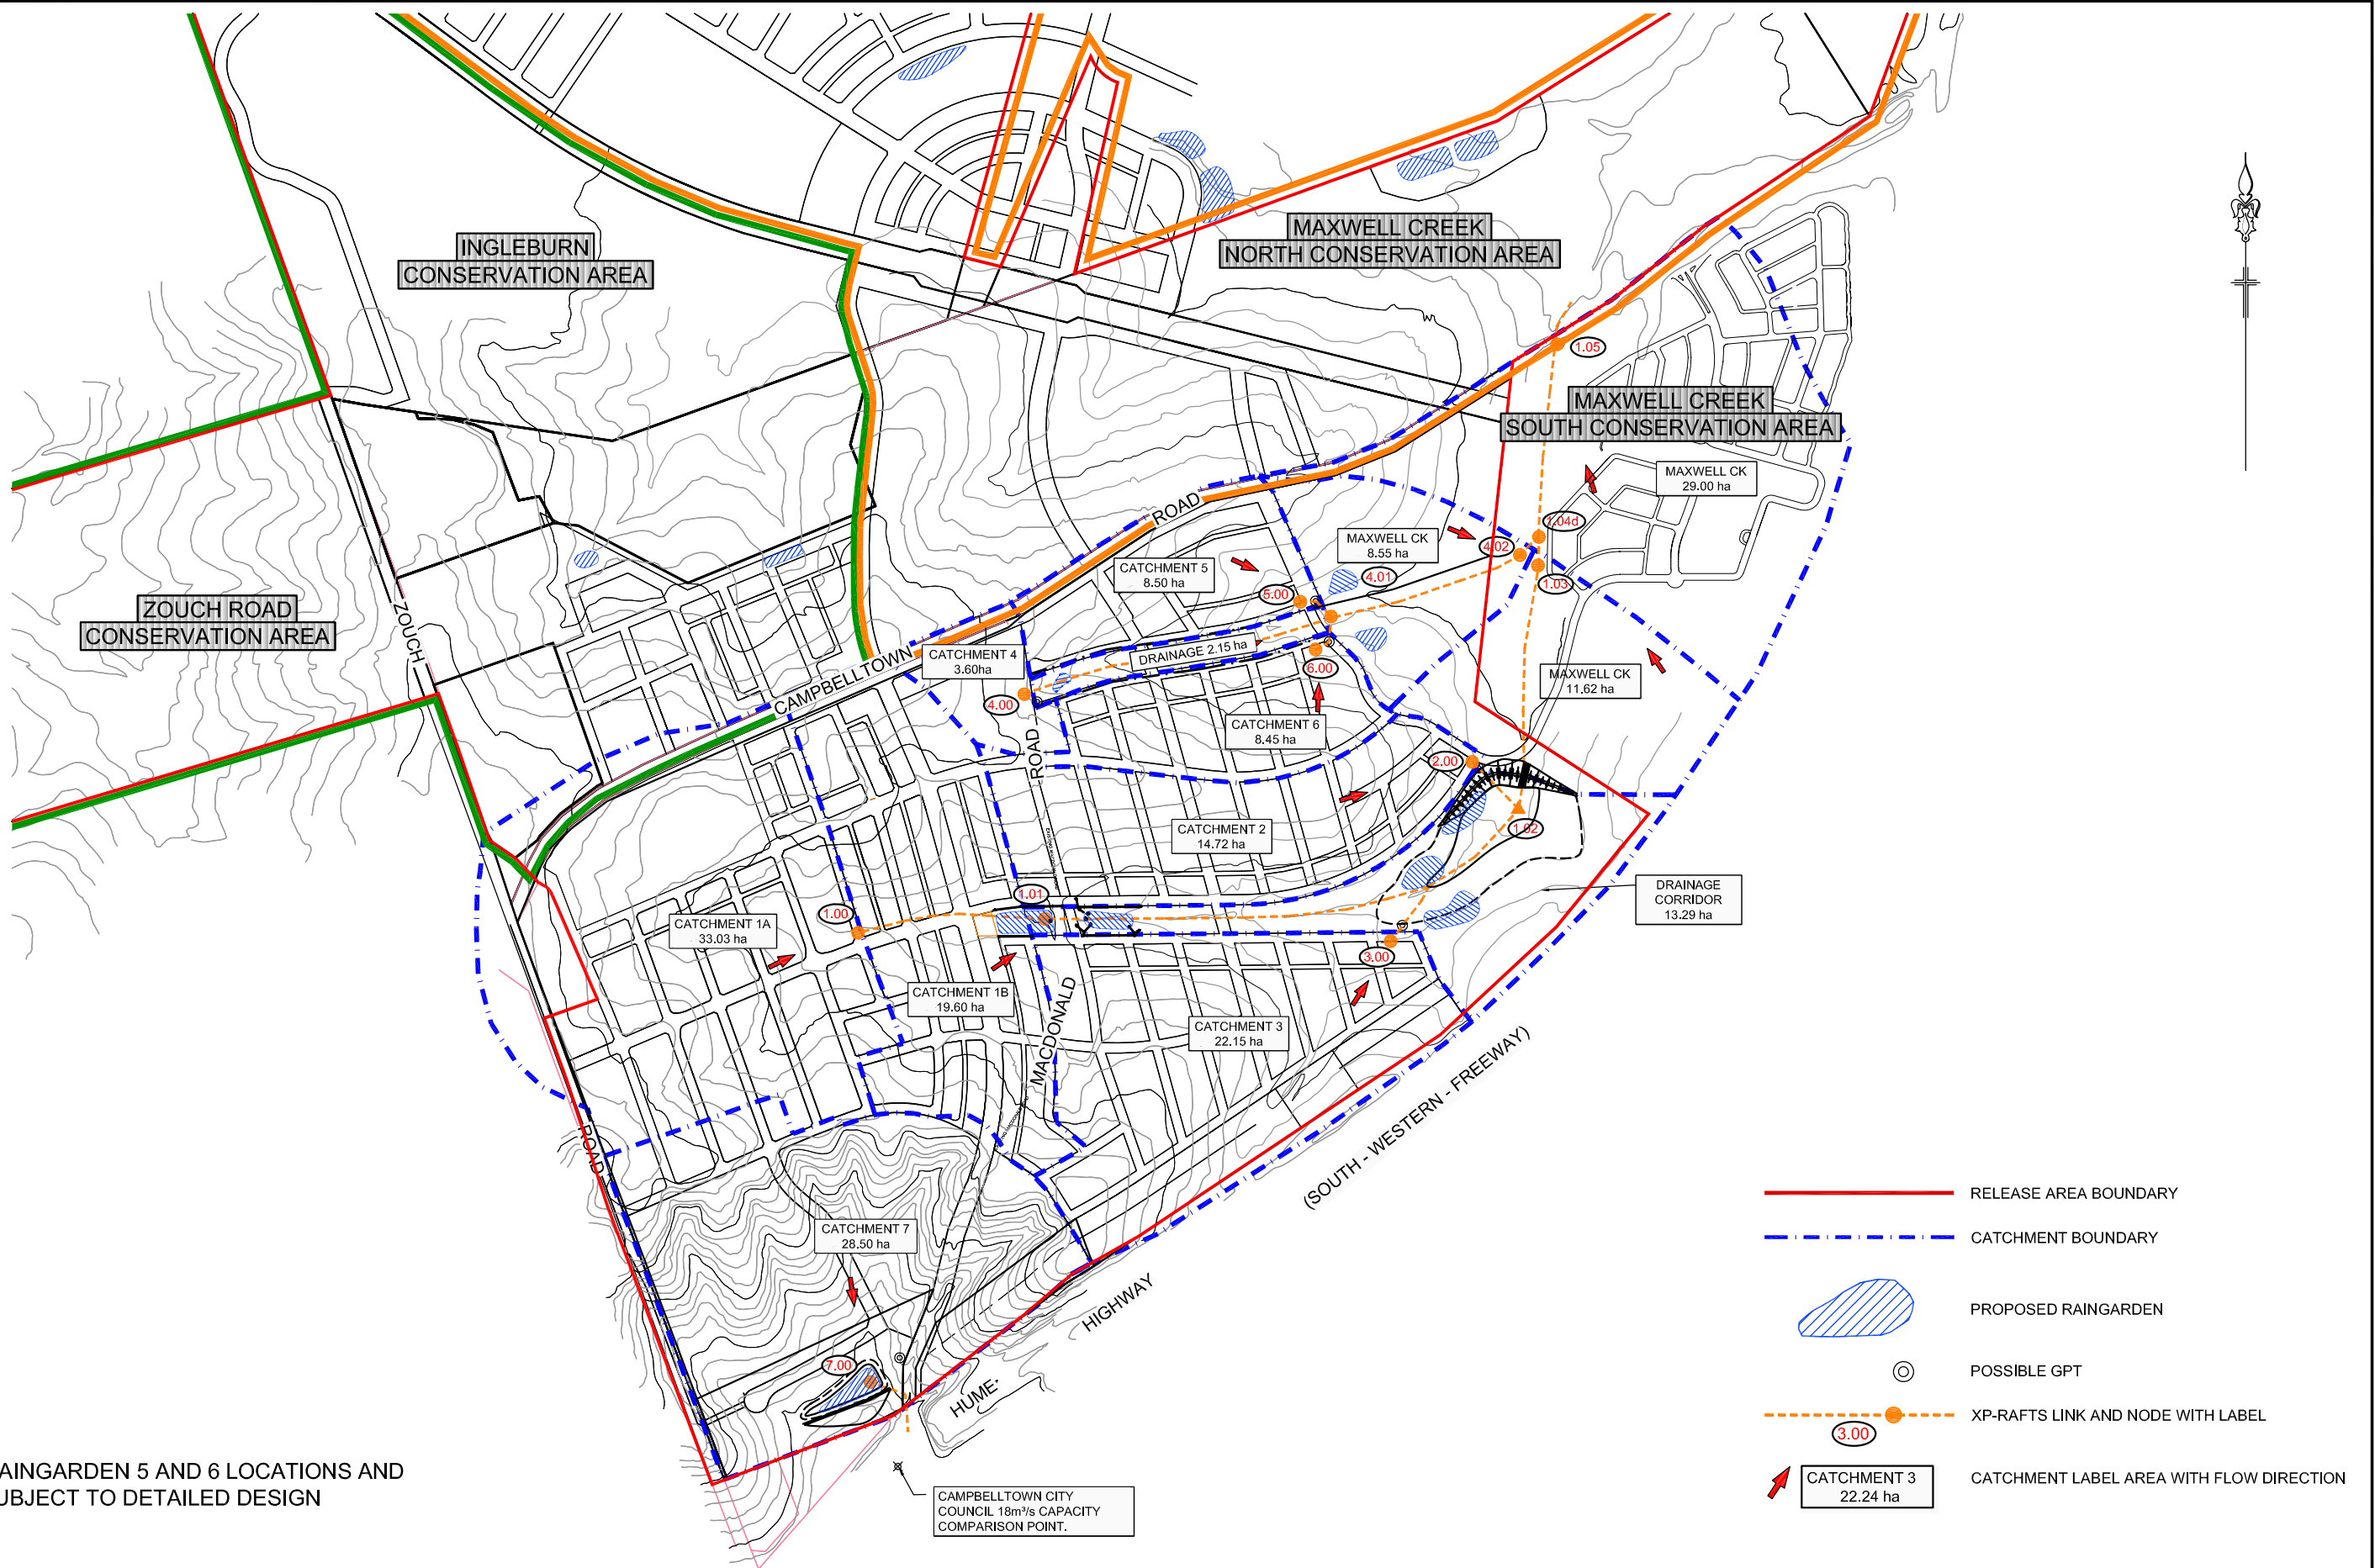 INGLEBURN
CONSERVATION AREA
MAXWELL CREEK
NORTH CONSERVATION AREA
1.05
MAXWELL CREEK
SOUTH CONSERVATION AREA
MAXWELL CK
29.00 ha
ROAD
1.04d
MAXWELL CK
8.55 ha
4.02
CATCHMENT 5
8.50 ha
4.01
1.03
5.00
ZOUCH ROAD
CONSERVATION AREA
ZOUCH
CAMPBELLTOWN
CATCHMENT 4
3.60ha
DRAINAGE 2.15 ha
6.00
MAXWELL CK
11.62 ha
4.00
CATCHMENT 6
8.45 ha
ROAD
2.00
CATCHMENT 2
14.72 ha
1.02
DRAINAGE
CORRIDOR
13.29 ha
1.01
1.00
CATCHMENT 1A
33.03 ha
3.00
CATCHMENT 1B
19.60 ha
MACDONALD
CATCHMENT 3
22.15 ha
(SOUTH - WESTERN - FREEWAY)
ROAD
CATCHMENT 7
28.50 ha
HIGHWAY
HUME
7.00
RELEASE AREA BOUNDARY
CATCHMENT BOUNDARY
PROPOSED RAINGARDEN
POSSIBLE GPT
XP-RAFTS LINK AND NODE WITH LABEL
3.00
CATCHMENT 3
22.24 ha
CATCHMENT LABEL AREA WITH FLOW DIRECTION
AINGARDEN 5 AND 6 LOCATIONS AND
UBJECT TO DETAILED DESIGN
CAMPBELLTOWN CITY
COUNCIL 18m³/s CAPACITY
COMPARISON POINT.